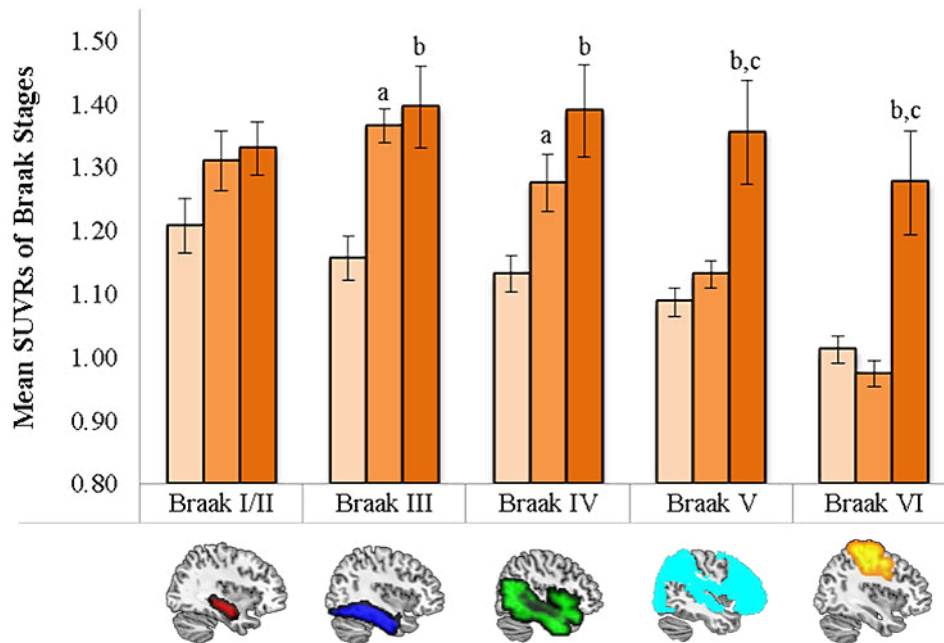 Mean SUVRs of Braak Stages
1.50
1.40
1.30
1.20
1.10
1.00
0.90
0.80
a
b
a
b
b,c
b,c
Braak I/II
Braak III
Braak IV
Braak V
Braak VI